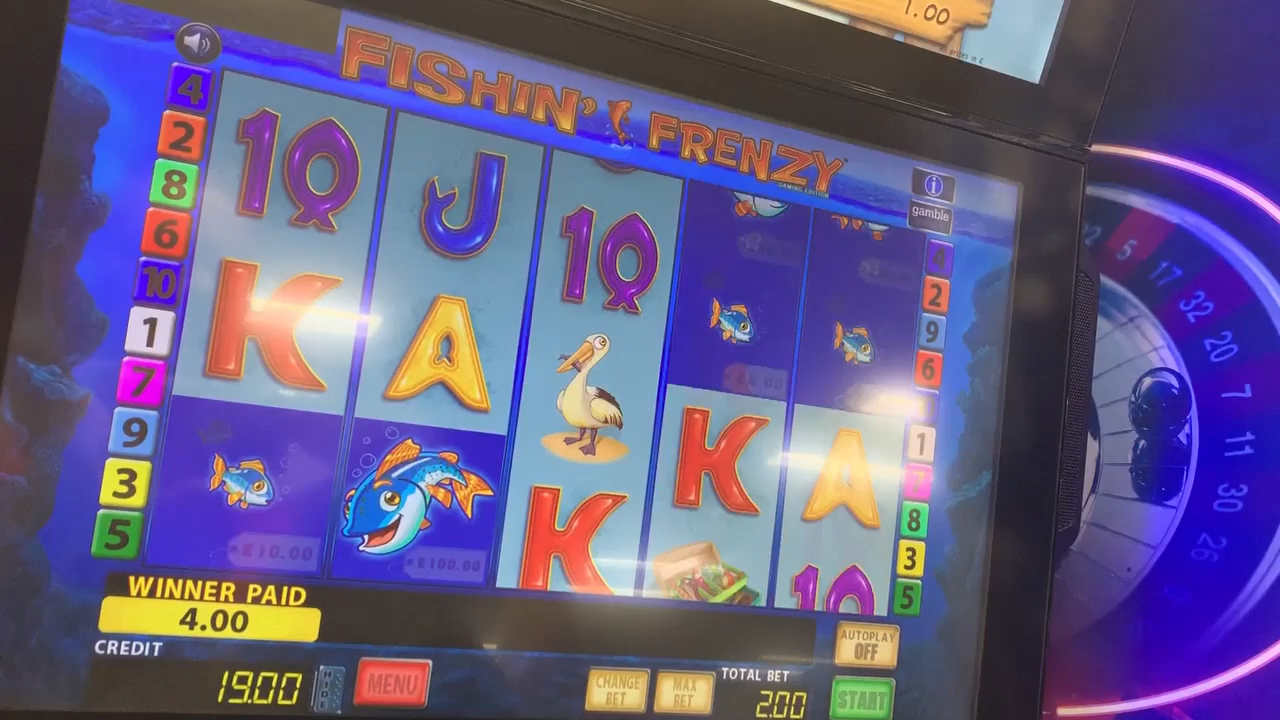 1.00
prices in £
FISHIN' FRENZY
GAMING EDITION
gamble
4
2
8
6
10
1
7
9
3
5
10
J
10
K
A
K
K
A
10
£10.00
£100.00
4
2
9
6
1
7
8
3
5
WINNER PAID
4.00
CREDIT
19.00
MENU
CHANGE BET
MAX BET
TOTAL BET
2.00
AUTOPLAY
OFF
START
5
17
32
20
7
11
30
26